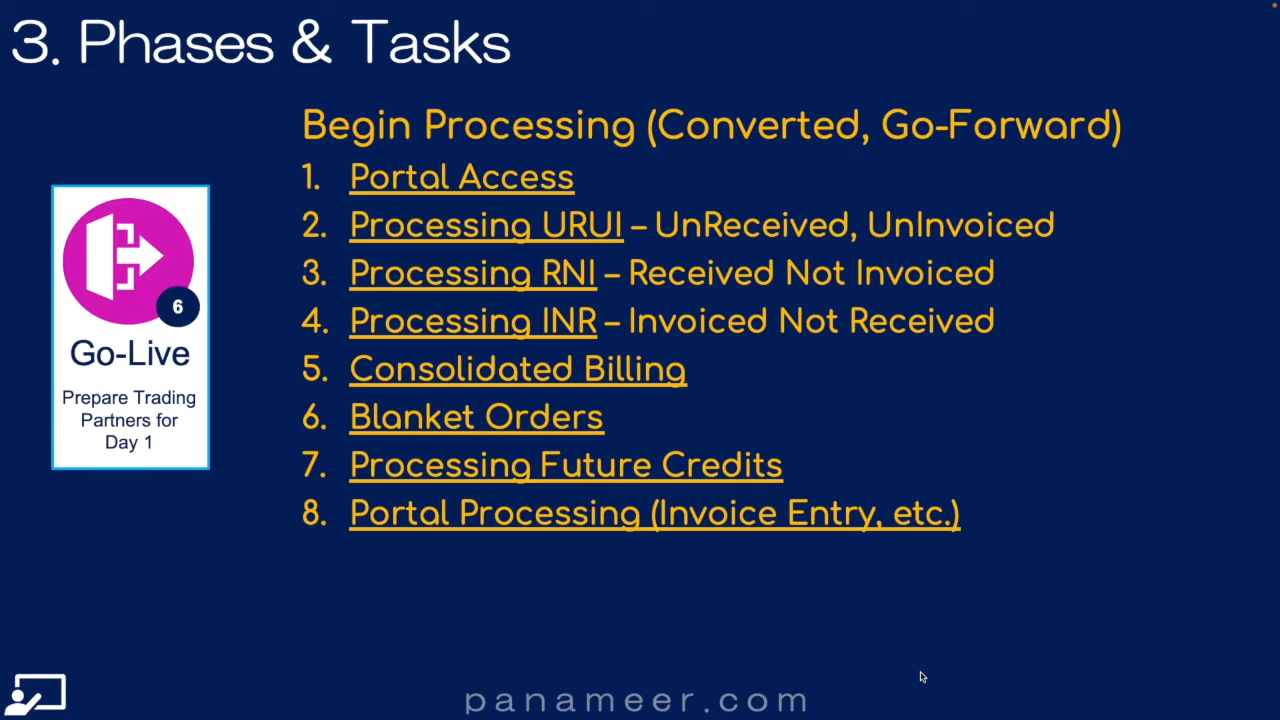 3. Phases & Tasks
Begin Processing (Converted, Go-Forward)
1. Portal Access
2. Processing URUI – UnReceived, UnInvoiced
3. Processing RNI – Received Not Invoiced
4. Processing INR – Invoiced Not Received
5. Consolidated Billing
6. Blanket Orders
7. Processing Future Credits
8. Portal Processing (Invoice Entry, etc.)
6
Go-Live
Prepare Trading
Partners for
Day 1
panameer.com